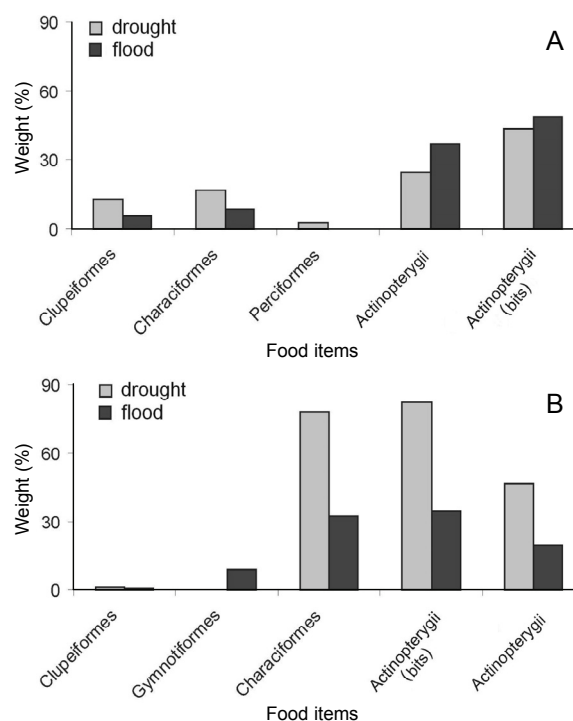 90
60
30
0
Weight (%)
drought
flood
A
Clupeiformes
Characiformes
Perciformes
Actinopterygii
Actinopterygii
(bits)
Food items
90
60
30
0
Weight (%)
drought
flood
B
Clupeiformes
Gymnotiformes
Characiformes
Actinopterygii
(bits)
Actinopterygii
Food items